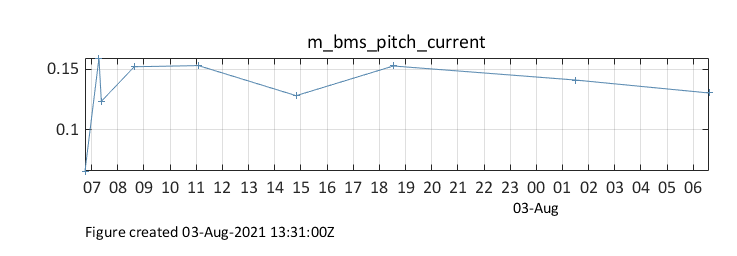 m_bms_pitch_current
0.15
0.1
07 08 09 10 11 12 13 14 15 16 17 18 19 20 21 22 23 00 01 02 03 04 05 06
03-Aug
Figure created 03-Aug-2021 13:31:00Z